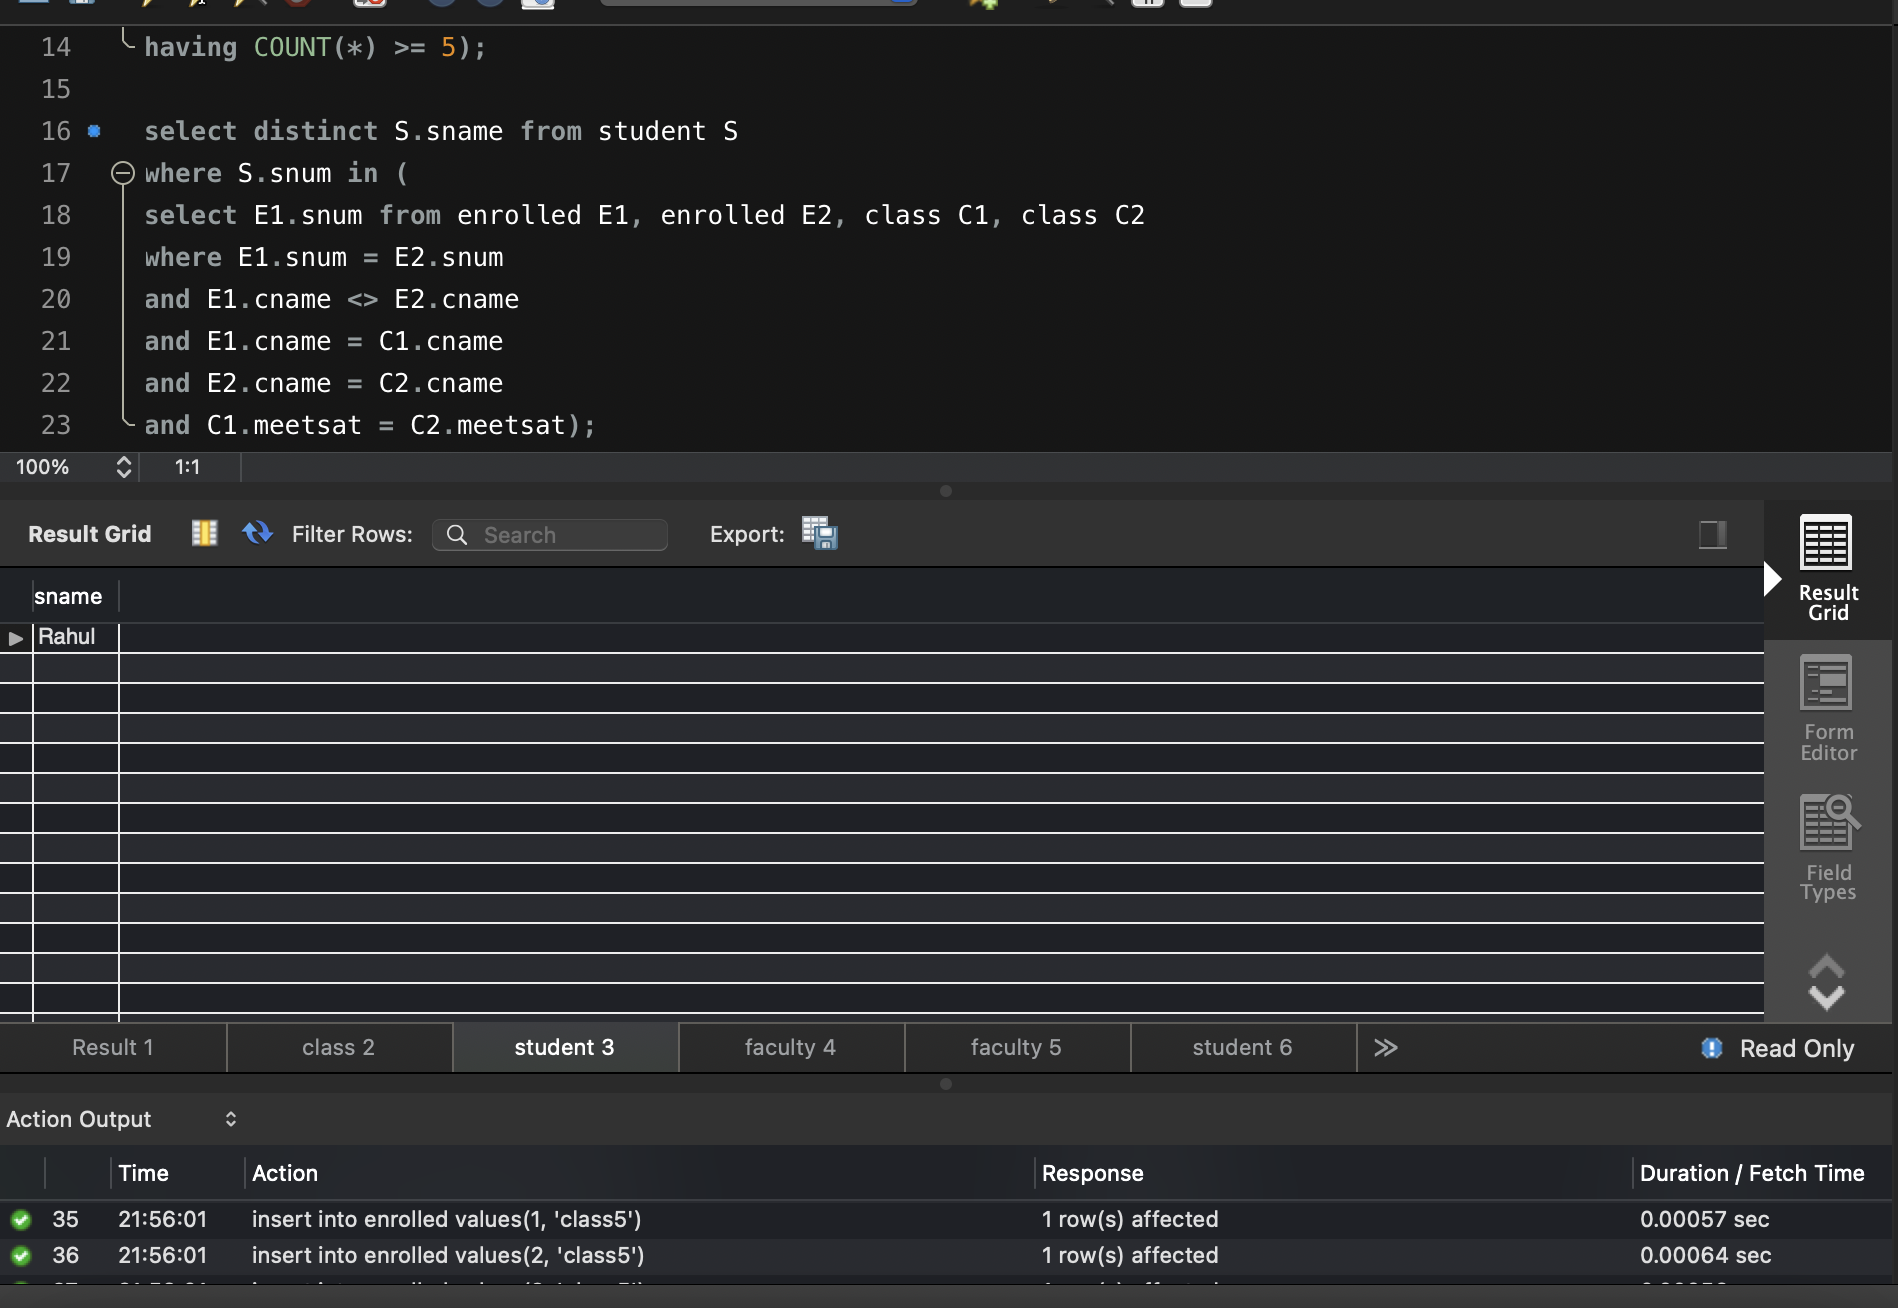 14 having COUNT(*) >= 5);
15
16 select distinct S.sname from student S
17 where S.snum in (
18 select E1.snum from enrolled E1, enrolled E2, class C1, class C2
19 where E1.snum = E2.snum
20 and E1.cname <> E2.cname
21 and E1.cname = C1.cname
22 and E2.cname = C2.cname
23 and C1.meetsat = C2.meetsat);
100% 1:1
Result Grid Filter Rows: Search Export:
Result Grid
Form Editor
Field Types
sname
Rahul
Result 1 class 2 student 3 faculty 4 faculty 5 student 6 Read Only
Action Output
Time Action Response Duration / Fetch Time
35 21:56:01 insert into enrolled values(1, 'class5') 1 row(s) affected 0.00057 sec
36 21:56:01 insert into enrolled values(2, 'class5') 1 row(s) affected 0.00064 sec